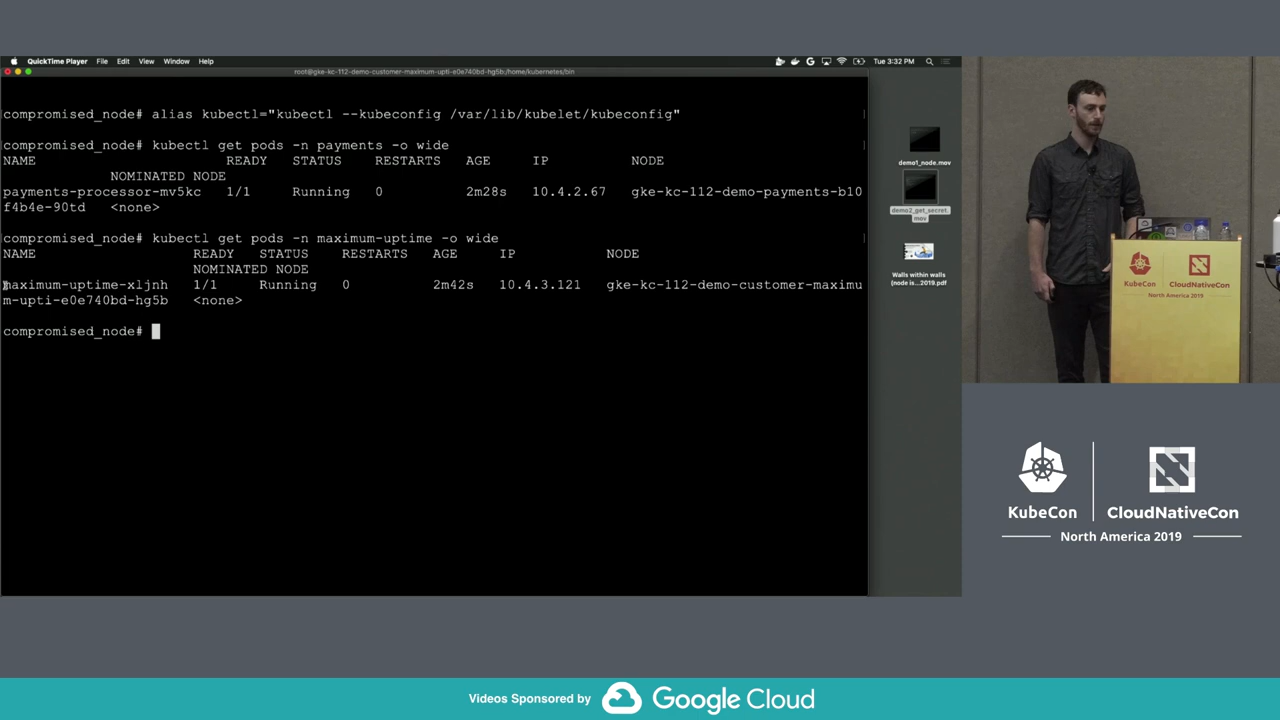 QuickTime Player File Edit View Window Help
Tue 3:32 PM
root@gke-kc-112-demo-customer-maximum-upti-e0e740bd-hg5b:/home/kubernetes/bin
compromised_node# alias kubectl="kubectl --kubeconfig /var/lib/kubelet/kubeconfig"
compromised_node# kubectl get pods -n payments -o wide
NAME READY STATUS RESTARTS AGE IP NODE
NOMINATED NODE
payments-processor-mv5kc 1/1 Running 0 2m28s 10.4.2.67 gke-kc-112-demo-payments-b10
f4b4e-90td <none>
compromised_node# kubectl get pods -n maximum-uptime -o wide
NAME READY STATUS RESTARTS AGE IP NODE
NOMINATED NODE
maximum-uptime-xljnh 1/1 Running 0 2m42s 10.4.3.121 gke-kc-112-demo-customer-maximu
m-upti-e0e740bd-hg5b <none>
compromised_node#
demo1_node.mov
demo2_get_secret
.mov
Walls within walls
(node is...2019.pdf
KubeCon
CloudNativeCon
North America 2019
KubeCon
CloudNativeCon
North America 2019
Videos Sponsored by Google Cloud